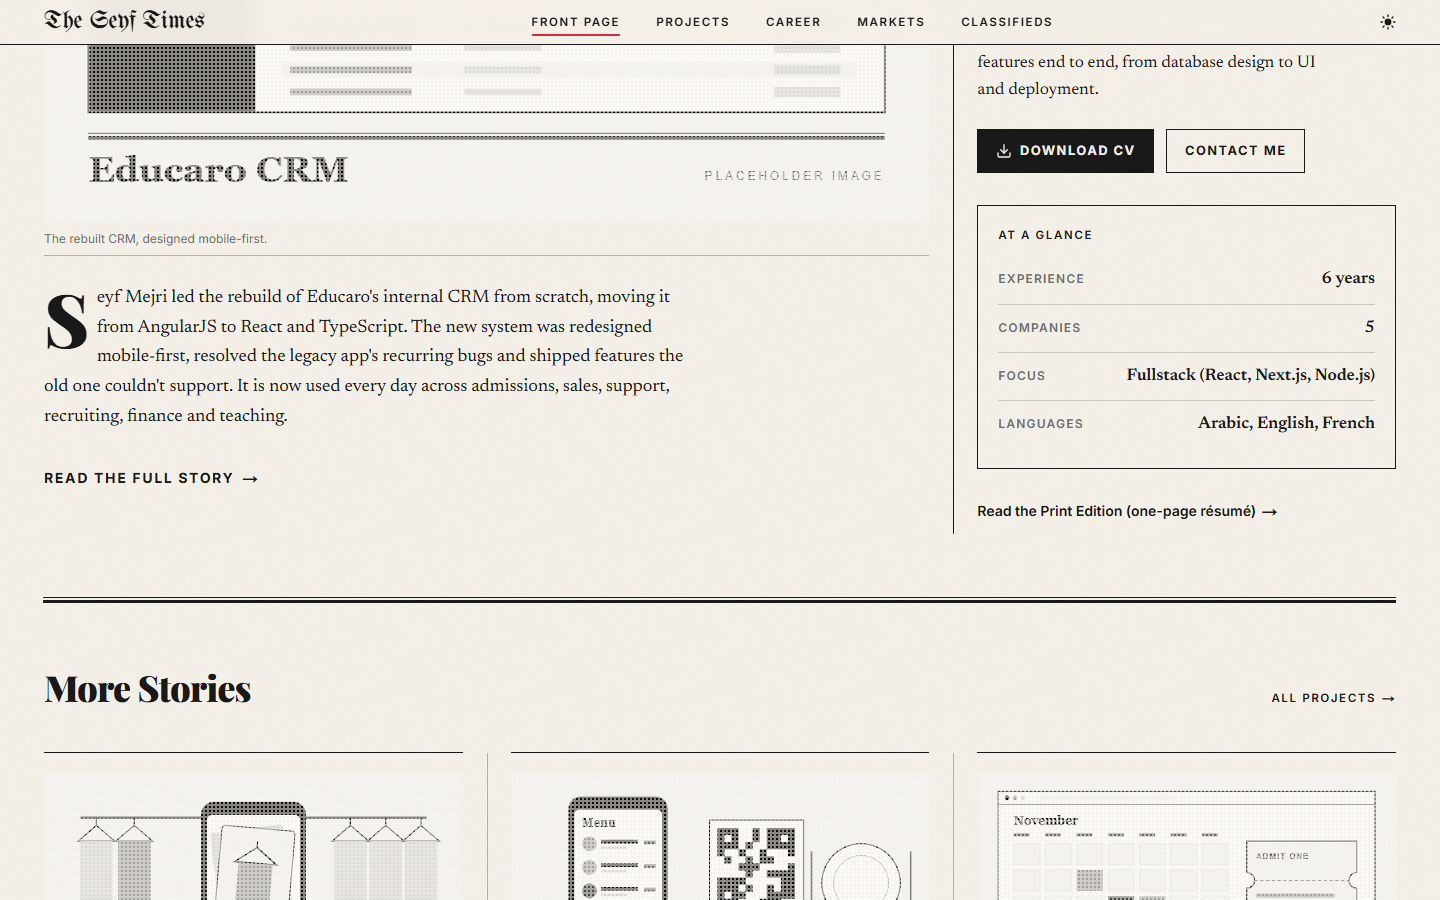 The Seyf Times
FRONT PAGE
PROJECTS
CAREER
MARKETS
CLASSIFIEDS
Educaro CRM
PLACEHOLDER IMAGE
The rebuilt CRM, designed mobile-first.
Seyf Mejri led the rebuild of Educaro's internal CRM from scratch, moving it
from AngularJS to React and TypeScript. The new system was redesigned
mobile-first, resolved the legacy app's recurring bugs and shipped features the
old one couldn't support. It is now used every day across admissions, sales, support,
recruiting, finance and teaching.
READ THE FULL STORY →
features end to end, from database design to UI
and deployment.
DOWNLOAD CV
CONTACT ME
AT A GLANCE
EXPERIENCE 6 years
COMPANIES 5
FOCUS Fullstack (React, Next.js, Node.js)
LANGUAGES Arabic, English, French
Read the Print Edition (one-page résumé) →
More Stories
ALL PROJECTS →
Menu
November
ADMIT ONE